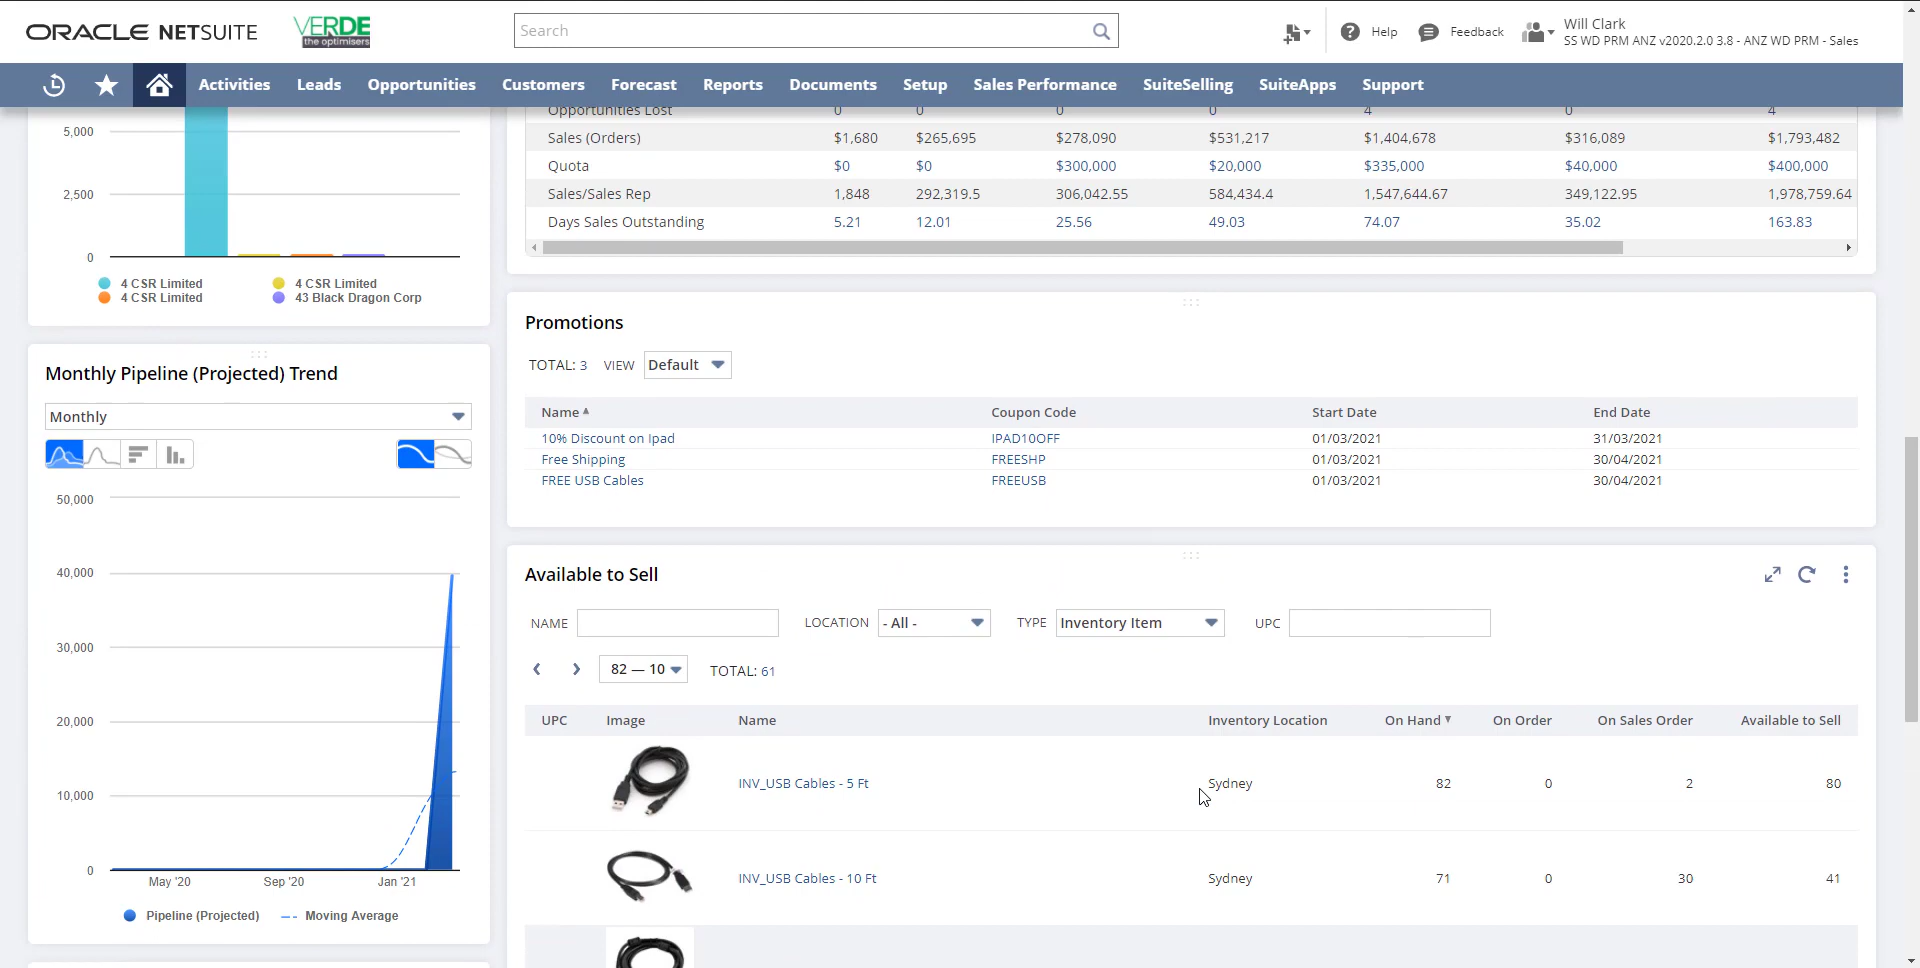 ORACLE NETSUITE
VERDE
the optimisers
Search
Help
Feedback
Will Clark
SS WD PRM ANZ v2020.2.0 3.8 - ANZ WD PRM - Sales
Activities Leads Opportunities Customers Forecast Reports Documents Setup Sales Performance SuiteSelling SuiteApps Support
5,000
2,500
0
4 CSR Limited 4 CSR Limited
4 CSR Limited 43 Black Dragon Corp
Monthly Pipeline (Projected) Trend
Monthly
50,000
40,000
30,000
20,000
10,000
0
May '20 Sep '20 Jan '21
Pipeline (Projected) Moving Average
Opportunities Lost 0 0 0 0 4 0 4
Sales (Orders) $1,680 $265,695 $278,090 $531,217 $1,404,678 $316,089 $1,793,482
Quota $0 $0 $300,000 $20,000 $335,000 $40,000 $400,000
Sales/Sales Rep 1,848 292,319.5 306,042.55 584,434.4 1,547,644.67 349,122.95 1,978,759.64
Days Sales Outstanding 5.21 12.01 25.56 49.03 74.07 35.02 163.83
Promotions
TOTAL: 3 VIEW Default
Name Coupon Code Start Date End Date
10% Discount on Ipad IPAD10OFF 01/03/2021 31/03/2021
Free Shipping FREESHP 01/03/2021 30/04/2021
FREE USB Cables FREEUSB 01/03/2021 30/04/2021
Available to Sell
NAME LOCATION - All - TYPE Inventory Item UPC
82 — 10 TOTAL: 61
UPC Image Name Inventory Location On Hand On Order On Sales Order Available to Sell
INV_USB Cables - 5 Ft Sydney 82 0 2 80
INV_USB Cables - 10 Ft Sydney 71 0 30 41